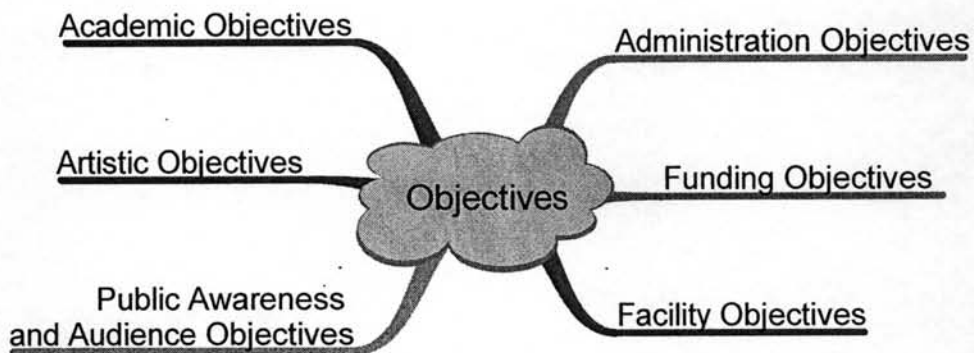 Academic Objectives
Administration Objectives
Artistic Objectives
Objectives
Funding Objectives
Public Awareness
and Audience Objectives
Facility Objectives